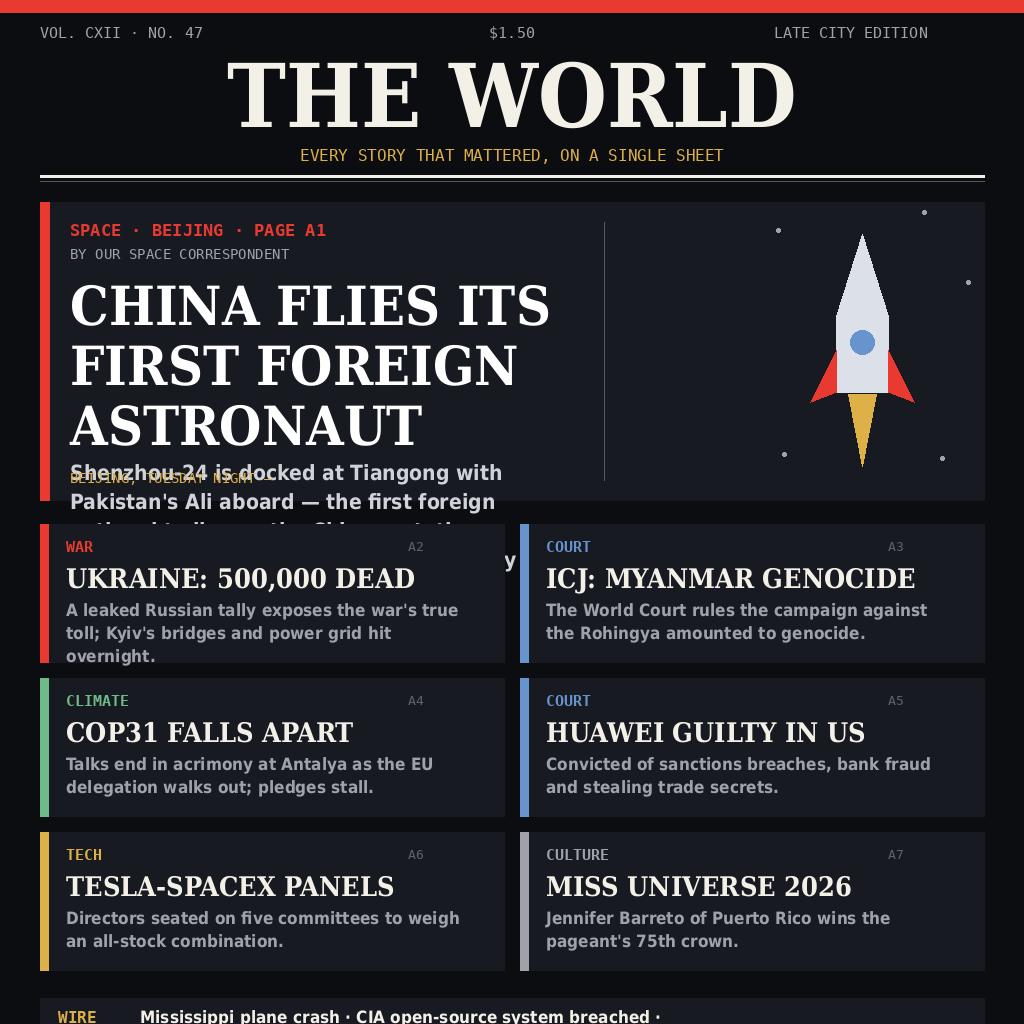 VOL. CXII · NO. 47
$1.50
LATE CITY EDITION
THE WORLD
EVERY STORY THAT MATTERED, ON A SINGLE SHEET
SPACE · BEIJING · PAGE A1
BY OUR SPACE CORRESPONDENT
CHINA FLIES ITS
FIRST FOREIGN
ASTRONAUT
Shenzhou-24 is docked at Tiangong with
BEIJING, TUESDAY NIGHT —
Pakistan's Ali aboard — the first foreign
WAR
A2
UKRAINE: 500,000 DEAD
A leaked Russian tally exposes the war's true
toll; Kyiv's bridges and power grid hit
overnight.
COURT
A3
ICJ: MYANMAR GENOCIDE
The World Court rules the campaign against
the Rohingya amounted to genocide.
CLIMATE
A4
COP31 FALLS APART
Talks end in acrimony at Antalya as the EU
delegation walks out; pledges stall.
COURT
A5
HUAWEI GUILTY IN US
Convicted of sanctions breaches, bank fraud
and stealing trade secrets.
TECH
A6
TESLA-SPACEX PANELS
Directors seated on five committees to weigh
an all-stock combination.
CULTURE
A7
MISS UNIVERSE 2026
Jennifer Barreto of Puerto Rico wins the
pageant's 75th crown.
WIRE
Mississippi plane crash · CIA open-source system breached ·